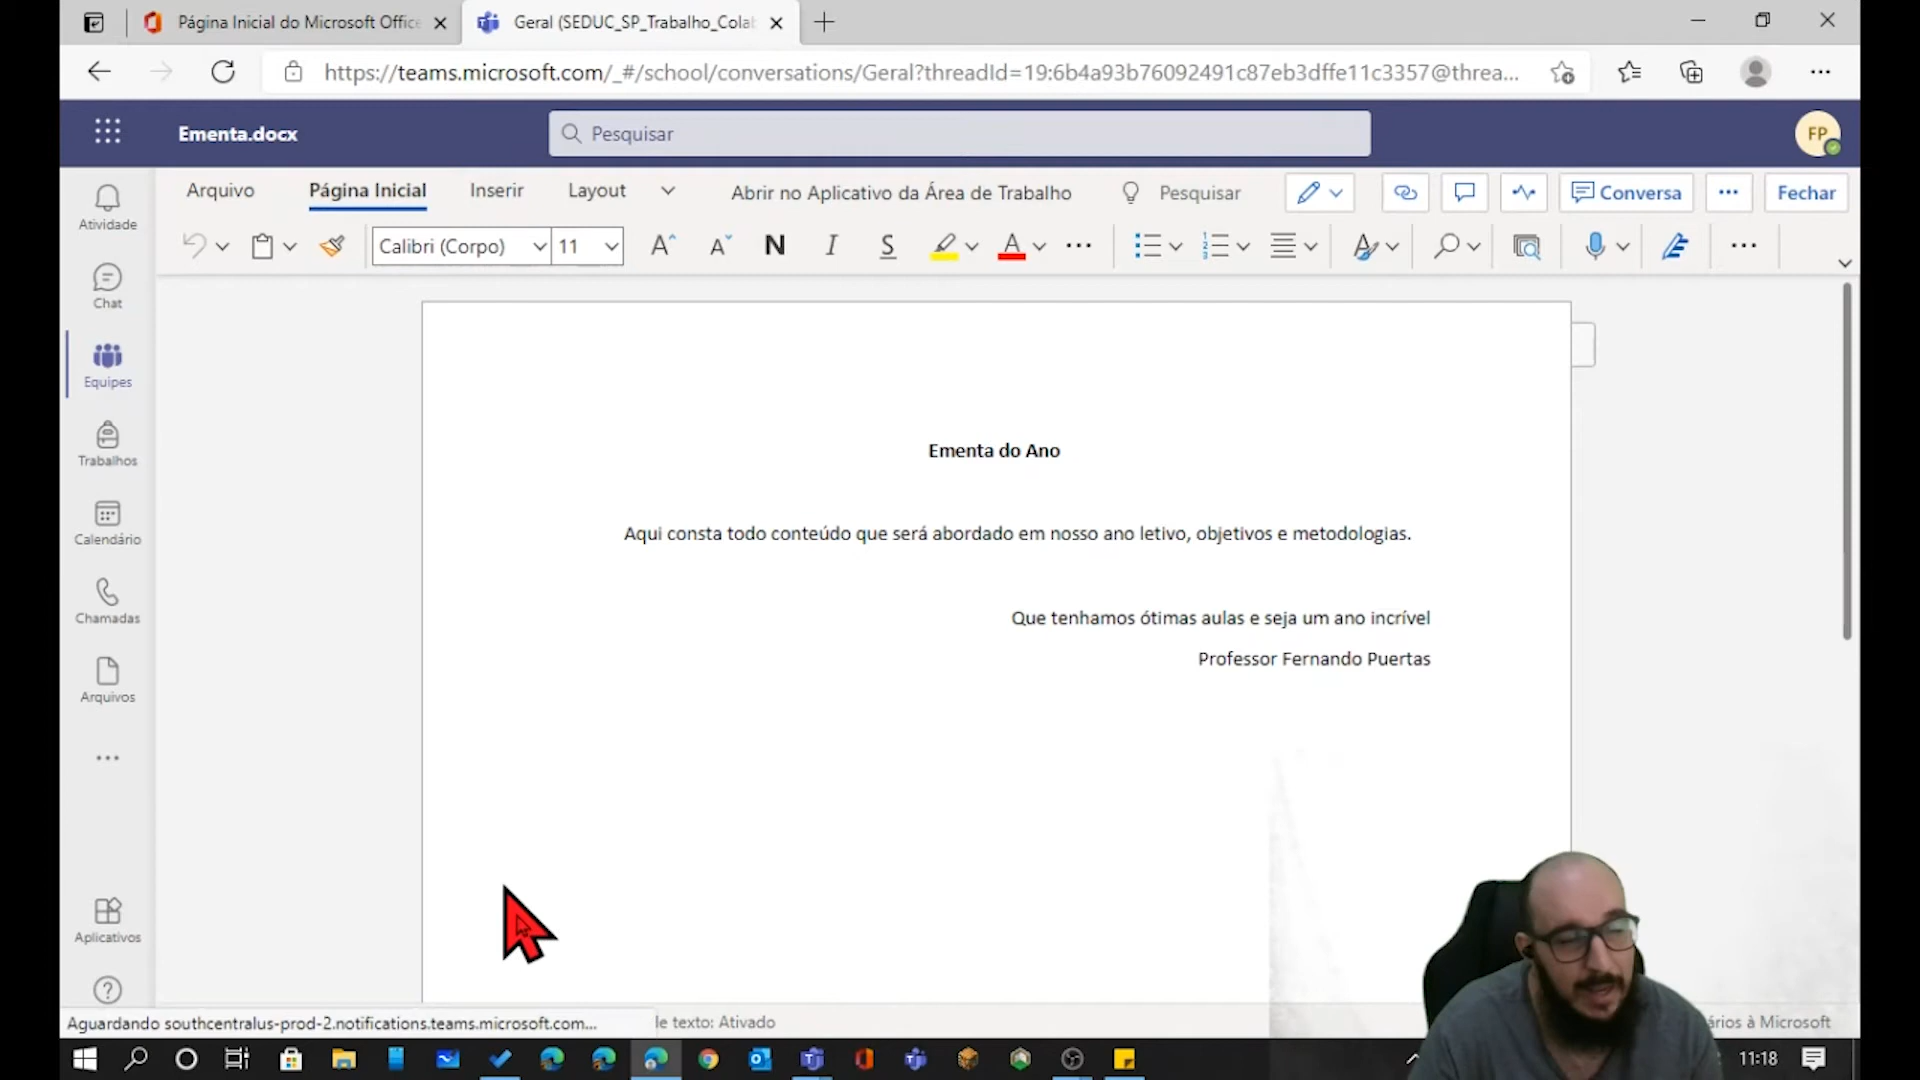 Página Inicial do Microsoft Office
Geral (SEDUC_SP_Trabalho_Colab
https://teams.microsoft.com/_#/school/conversations/Geral?threadId=19:6b4a93b76092491c87eb3dffe11c3357@threa...
Ementa.docx
Pesquisar
FP
Arquivo
Página Inicial
Inserir
Layout
Abrir no Aplicativo da Área de Trabalho
Pesquisar
Conversa
Fechar
Calibri (Corpo)
11
N
I
S
Atividade
Chat
Equipes
Trabalhos
Calendário
Chamadas
Arquivos
Aplicativos
Ementa do Ano
Aqui consta todo conteúdo que será abordado em nosso ano letivo, objetivos e metodologias.
Que tenhamos ótimas aulas e seja um ano incrível
Professor Fernando Puertas
Aguardando southcentralus-prod-2.notifications.teams.microsoft.com...
le texto: Ativado
ários à Microsoft
11:18